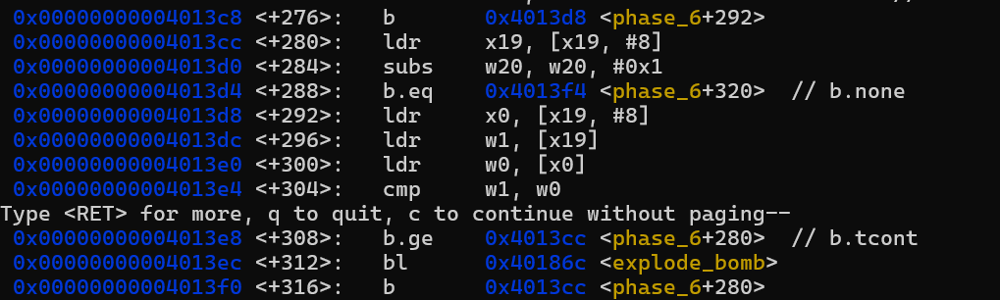 0x00000000004013c8 <+276>: b 0x4013d8 <phase_6+292>
0x00000000004013cc <+280>: ldr x19, [x19, #8]
0x00000000004013d0 <+284>: subs w20, w20, #0x1
0x00000000004013d4 <+288>: b.eq 0x4013f4 <phase_6+320> // b.none
0x00000000004013d8 <+292>: ldr x0, [x19, #8]
0x00000000004013dc <+296>: ldr w1, [x19]
0x00000000004013e0 <+300>: ldr w0, [x0]
0x00000000004013e4 <+304>: cmp w1, w0
Type <RET> for more, q to quit, c to continue without paging--
0x00000000004013e8 <+308>: b.ge 0x4013cc <phase_6+280> // b.tcont
0x00000000004013ec <+312>: bl 0x40186c <explode_bomb>
0x00000000004013f0 <+316>: b 0x4013cc <phase_6+280>